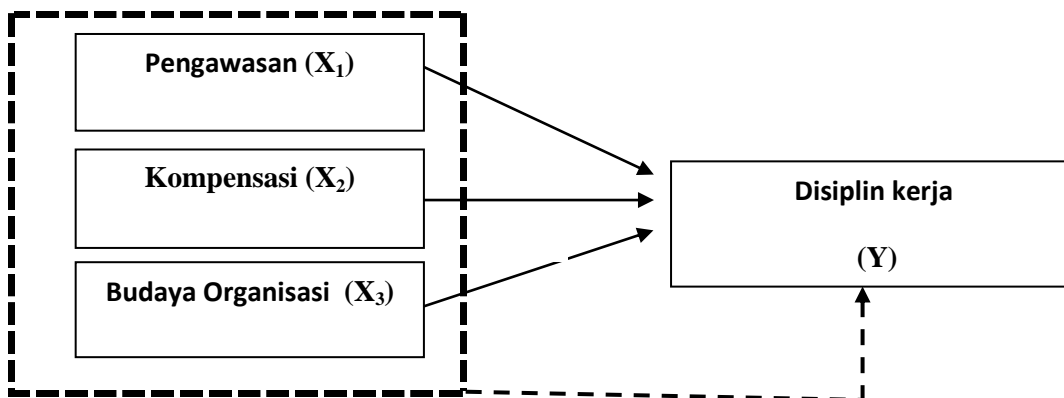 Pengawasan (X₁)
Kompensasi (X₂)
Budaya Organisasi (X₃)
Disiplin kerja
(Y)